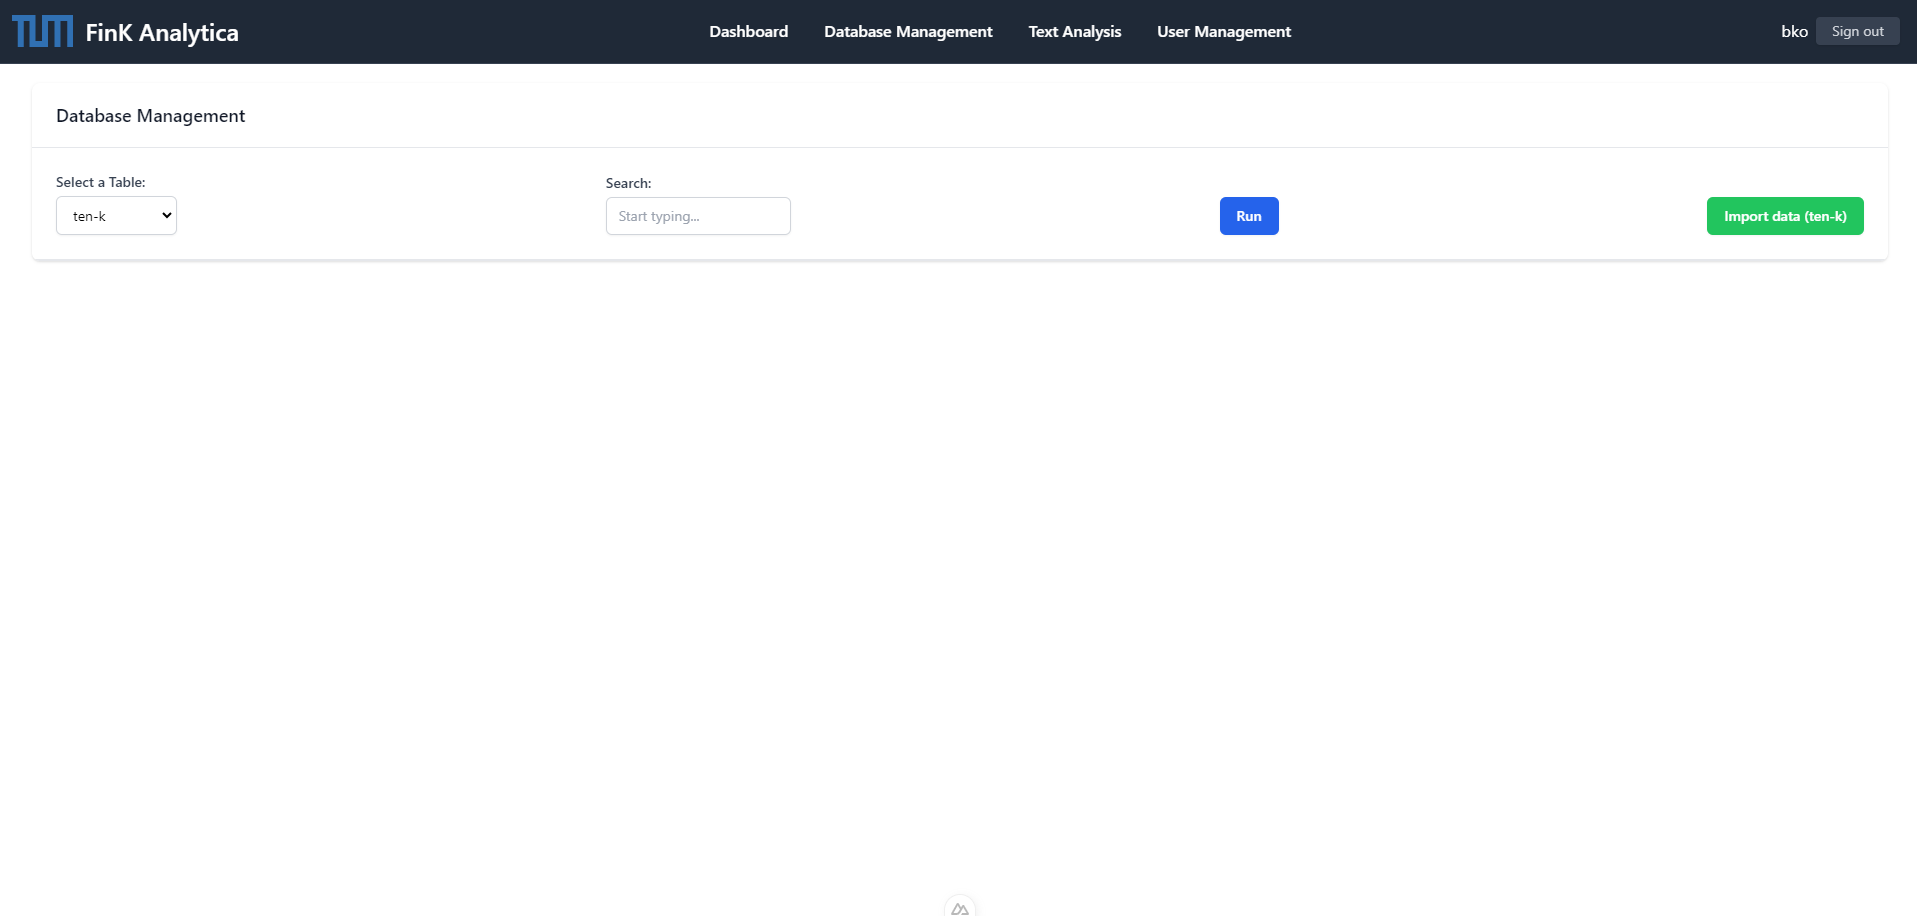 TUM FinK Analytica Dashboard Database Management Text Analysis User Management bko Sign out
Database Management
Select a Table: Search:
ten-k Start typing... Run Import data (ten-k)